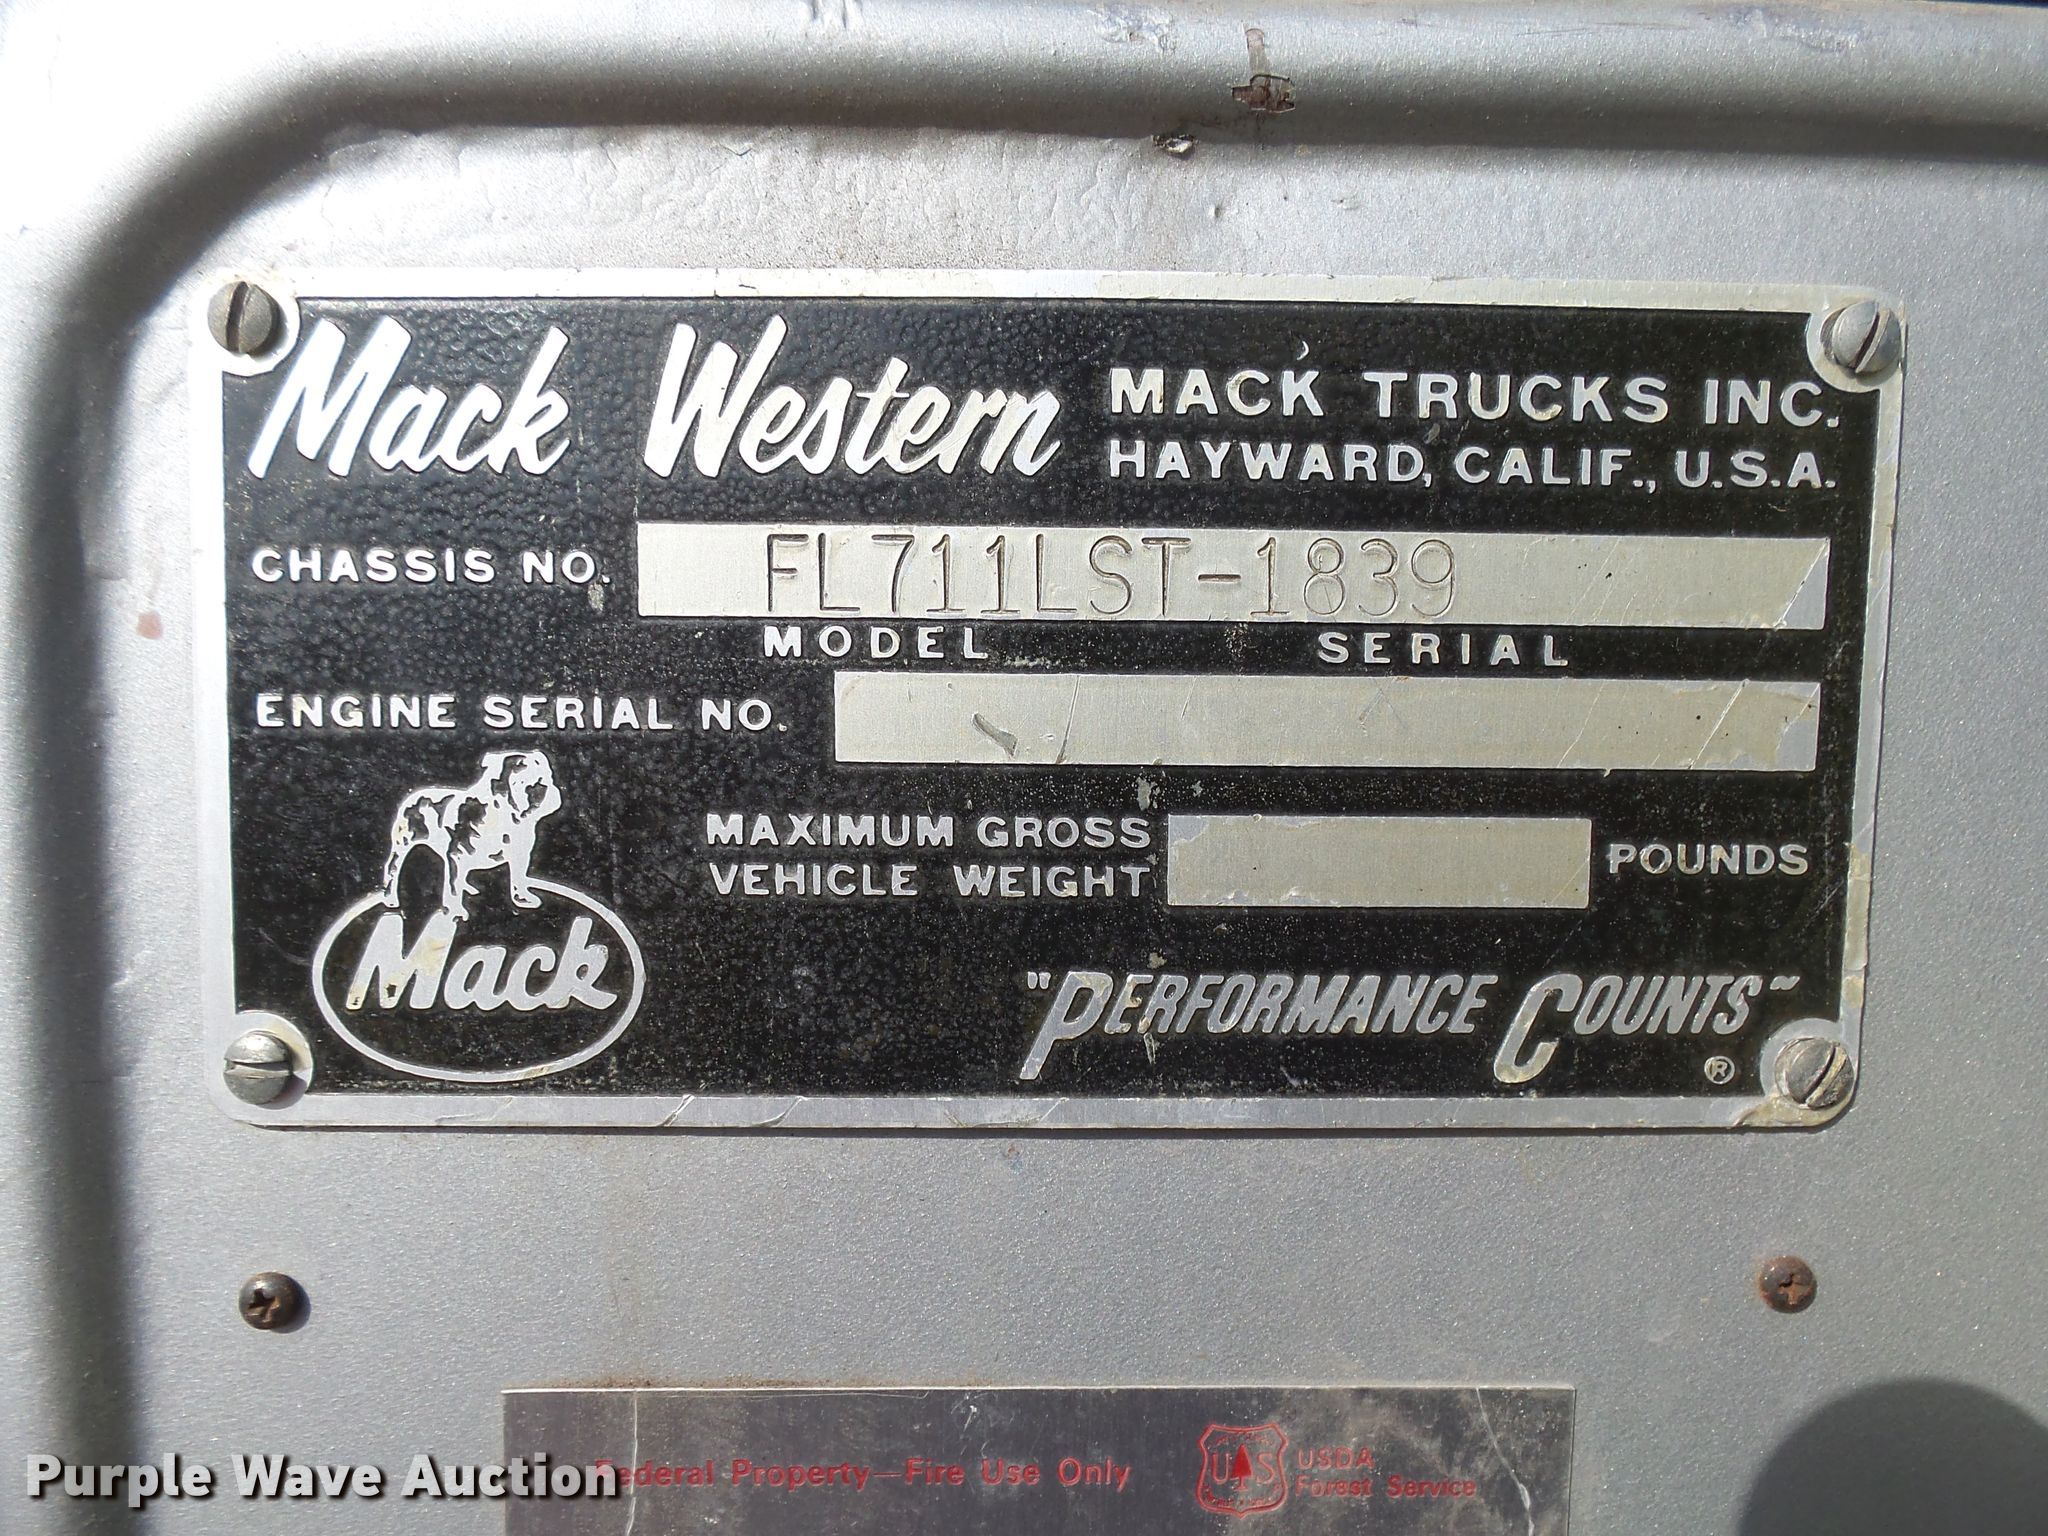 Mack Western
MACK TRUCKS INC.
HAYWARD, CALIF., U.S.A.
CHASSIS NO. FL711LST-1839
MODEL SERIAL
ENGINE SERIAL NO.
MAXIMUM GROSS
VEHICLE WEIGHT
POUNDS
Mack
"PERFORMANCE COUNTS"
®
Federal Property—Fire Use Only
U S
USDA
Forest Service
Purple Wave Auction